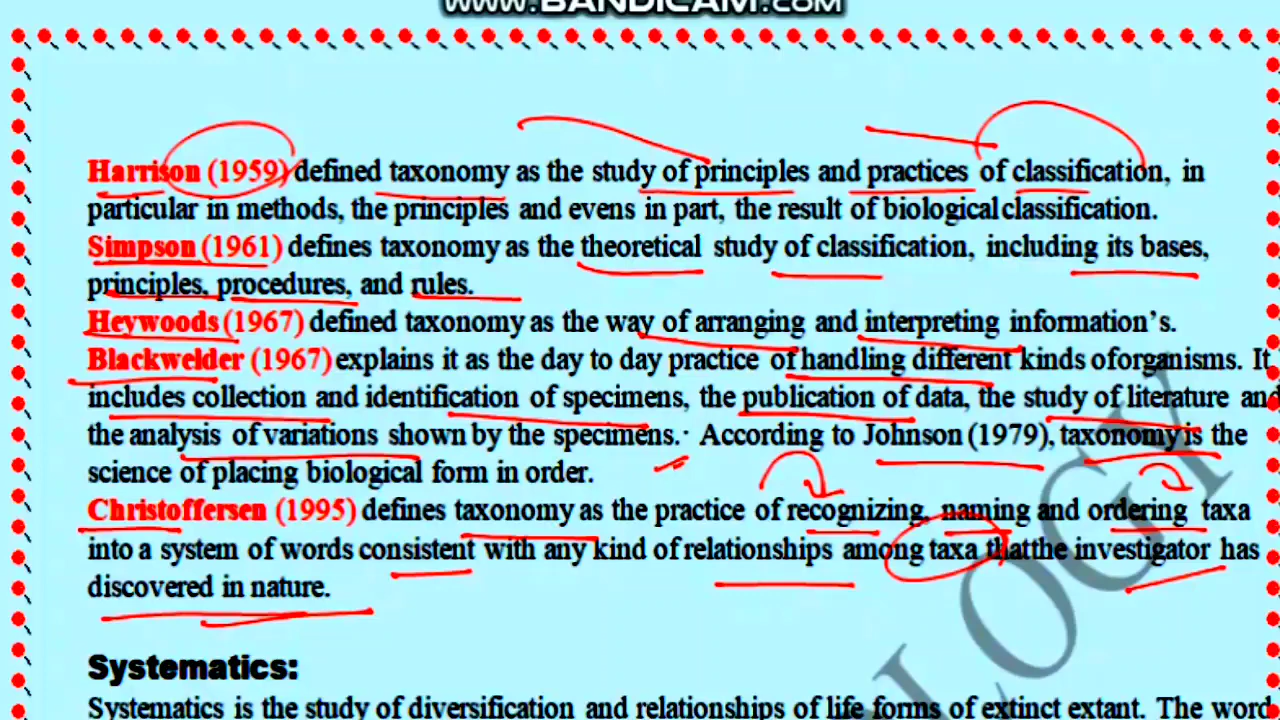 www.BANDICAM.com
Harrison (1959) defined taxonomy as the study of principles and practices of classification, in
particular in methods, the principles and evens in part, the result of biological classification.
Simpson (1961) defines taxonomy as the theoretical study of classification, including its bases,
principles, procedures, and rules.
Heywoods (1967) defined taxonomy as the way of arranging and interpreting information's.
Blackwelder (1967) explains it as the day to day practice of handling different kinds oforganisms. It
includes collection and identification of specimens, the publication of data, the study of literature and
the analysis of variations shown by the specimens.· According to Johnson (1979), taxonomy is the
science of placing biological form in order.
Christoffersen (1995) defines taxonomy as the practice of recognizing, naming and ordering taxa
into a system of words consistent with any kind of relationships among taxa thatthe investigator has
discovered in nature.
Systematics:
Systematics is the study of diversification and relationships of life forms of extinct extant. The word